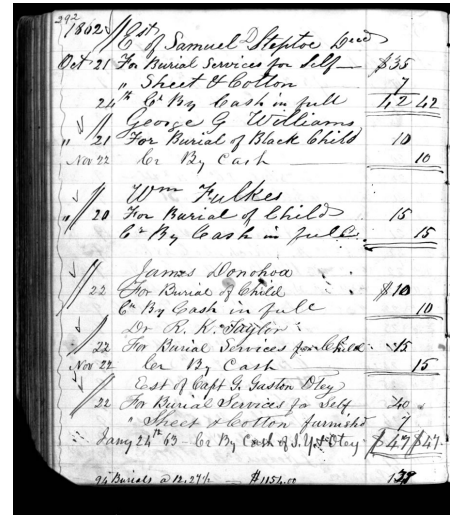 292
1862 Est
of Samuel D Steptoe Decd
Oct 21 For Burial Services for Self — $35
" Sheet & Cotton 7
24th Cr By Cash in full 42 42
George G Williams
" 21 For Burial of Black Child 10
Nov 22 Cr By Cash 10
Wm Fulkes
" 20 For Burial of Child 15
Cr By Cash in full 15
James Donohoa
22 For Burial of Child $10
Cr By Cash in full 10
Dr R. K. Taylor
22 For Burial Services for Child 15
Nov 22 Cr By Cash 15
Est of Capt G. Gaston Otey
22 For Burial Services for Self 40
" Sheet & Cotton furnished 7
Jany 24th 63 - Cr By Cash of Otey $47 $47
94 Burials @ 12.27½ — $1154.00